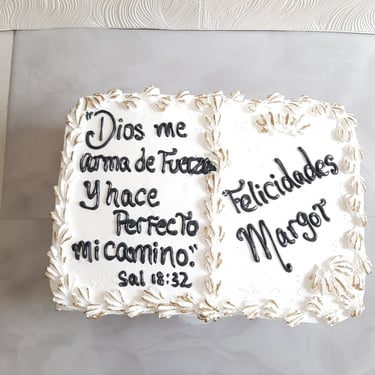 "Dios me
arma de Fuerza
Y hace
Perfecto
mi camino."
Sal 18:32
Felicidades
Margot